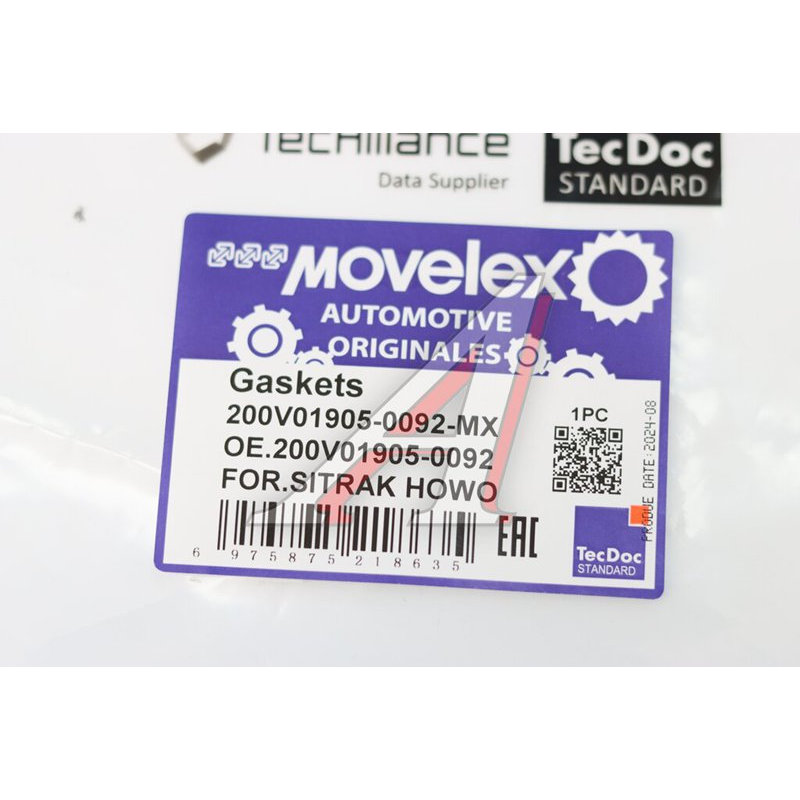 TecAlliance
Data Supplier
TecDoc
STANDARD
MOVELEX
AUTOMOTIVE
ORIGINALES
Gaskets
200V01905-0092-MX
OE.200V01905-0092
FOR.SITRAK HOWO
1PC
PRODUE DATE:2024-08
6 975875 218635
EAC
TecDoc
STANDARD